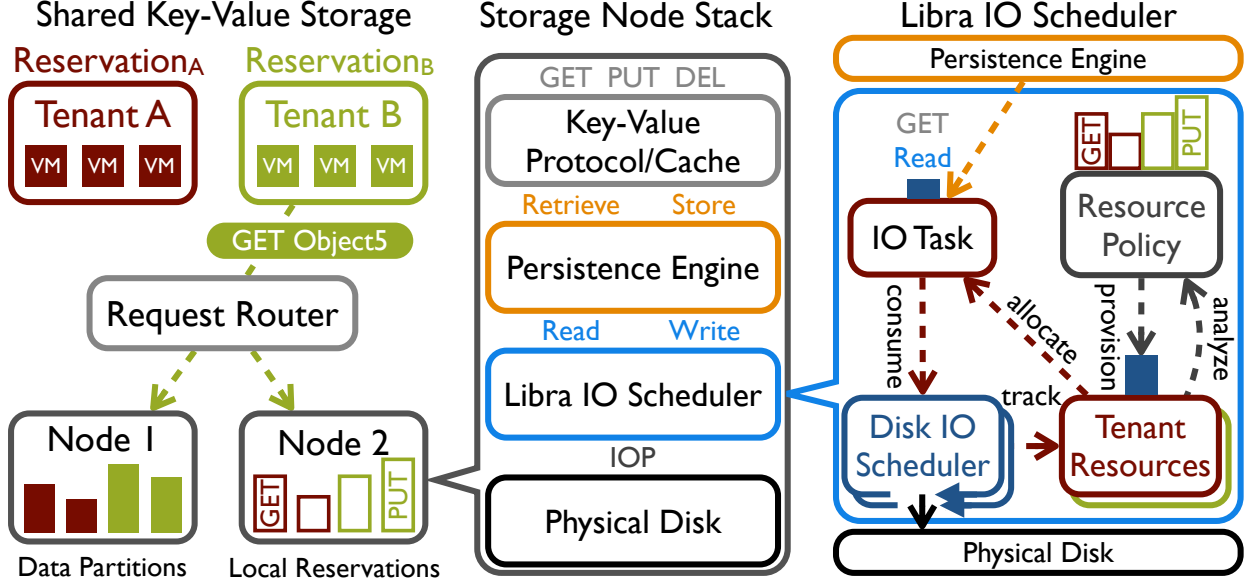 Shared Key-Value Storage
Reservation_A
Reservation_B
Tenant A
VM VM VM
Tenant B
VM VM VM
GET Object5
Request Router
Node 1
Data Partitions
Node 2
GET
PUT
Local Reservations
Storage Node Stack
GET PUT DEL
Key-Value
Protocol/Cache
Retrieve Store
Persistence Engine
Read Write
Libra IO Scheduler
IOP
Physical Disk
Libra IO Scheduler
Persistence Engine
GET
Read
IO Task
GET
PUT
Resource
Policy
consume
allocate
provision
analyze
track
Disk IO
Scheduler
Tenant
Resources
Physical Disk